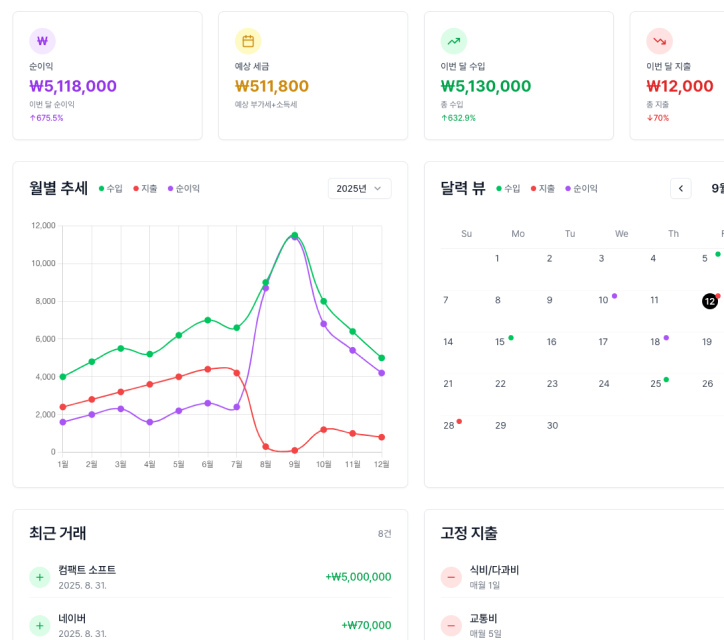 ₩
순이익
₩5,118,000
이번 달 순이익
↑675.5%
예상 세금
₩511,800
예상 부가세+소득세
이번 달 수입
₩5,130,000
총 수입
↑632.9%
이번 달 지출
₩12,000
총 지출
↓70%
월별 추세 수입 지출 순이익 2025년
12,000
10,000
8,000
6,000
4,000
2,000
0
1월 2월 3월 4월 5월 6월 7월 8월 9월 10월 11월 12월
달력 뷰 수입 지출 순이익
Su Mo Tu We Th
1 2 3 4 5
7 8 9 10 11 12
14 15 16 17 18 19
21 22 23 24 25 26
28 29 30
최근 거래 8건
컴팩트 소프트
2025. 8. 31.
+₩5,000,000
네이버
2025. 8. 31.
+₩70,000
고정 지출
식비/다과비
매월 1일
교통비
매월 5일